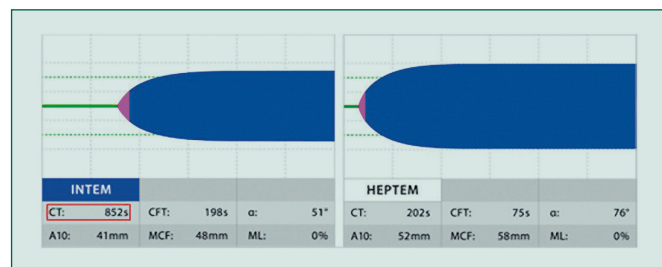 INTEM
CT: 852s CFT: 198s α: 51°
A10: 41mm MCF: 48mm ML: 0%
HEPTEM
CT: 202s CFT: 75s α: 76°
A10: 52mm MCF: 58mm ML: 0%